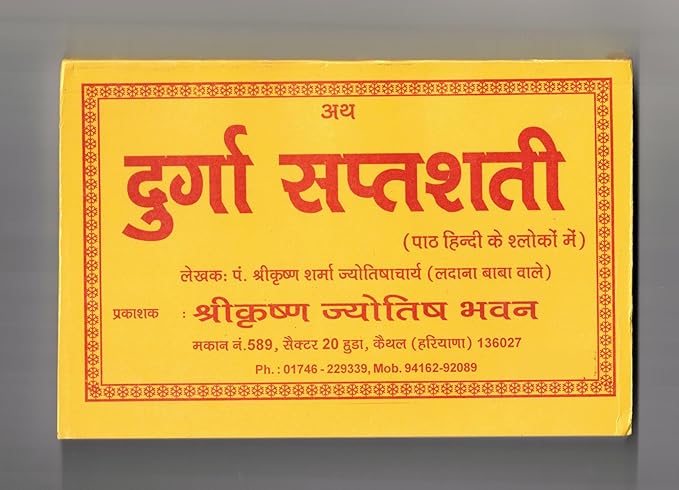 अथ
दुर्गा सप्तशती
(पाठ हिन्दी के श्लोकों में)
लेखक: पं. श्रीकृष्ण शर्मा ज्योतिषाचार्य (लदाना बाबा वाले)
प्रकाशक : श्रीकृष्ण ज्योतिष भवन
मकान नं.589, सैक्टर 20 हुडा, कैथल (हरियाणा) 136027
Ph.: 01746 - 229339, Mob. 94162-92089